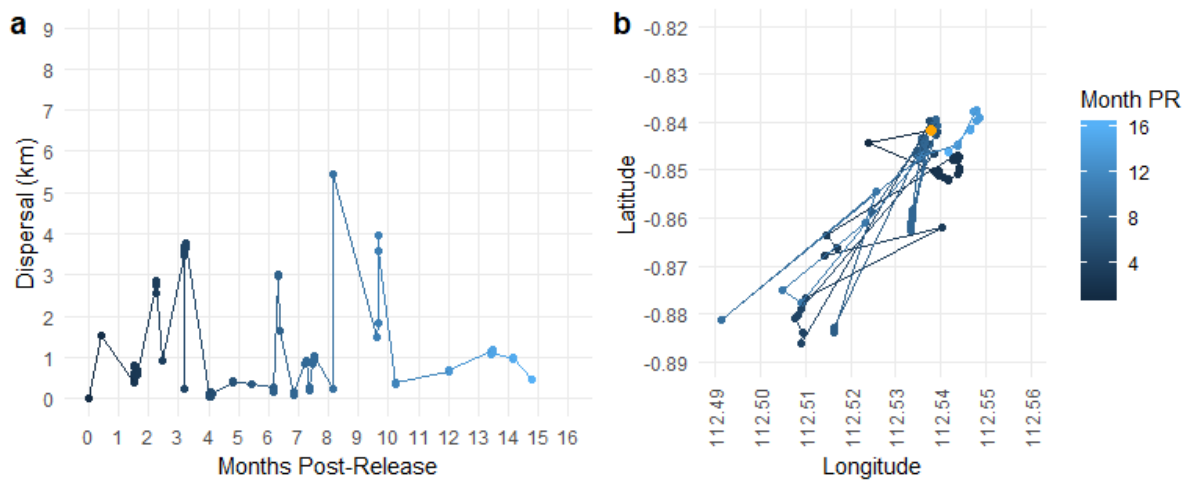 a
Dispersal (km)
9
8
7
6
5
4
3
2
1
0
0 1 2 3 4 5 6 7 8 9 10 11 12 13 14 15 16
Months Post-Release
b
Latitude
-0.82
-0.83
-0.84
-0.85
-0.86
-0.87
-0.88
-0.89
112.49 112.50 112.51 112.52 112.53 112.54 112.55 112.56
Longitude
Month PR
16
12
8
4